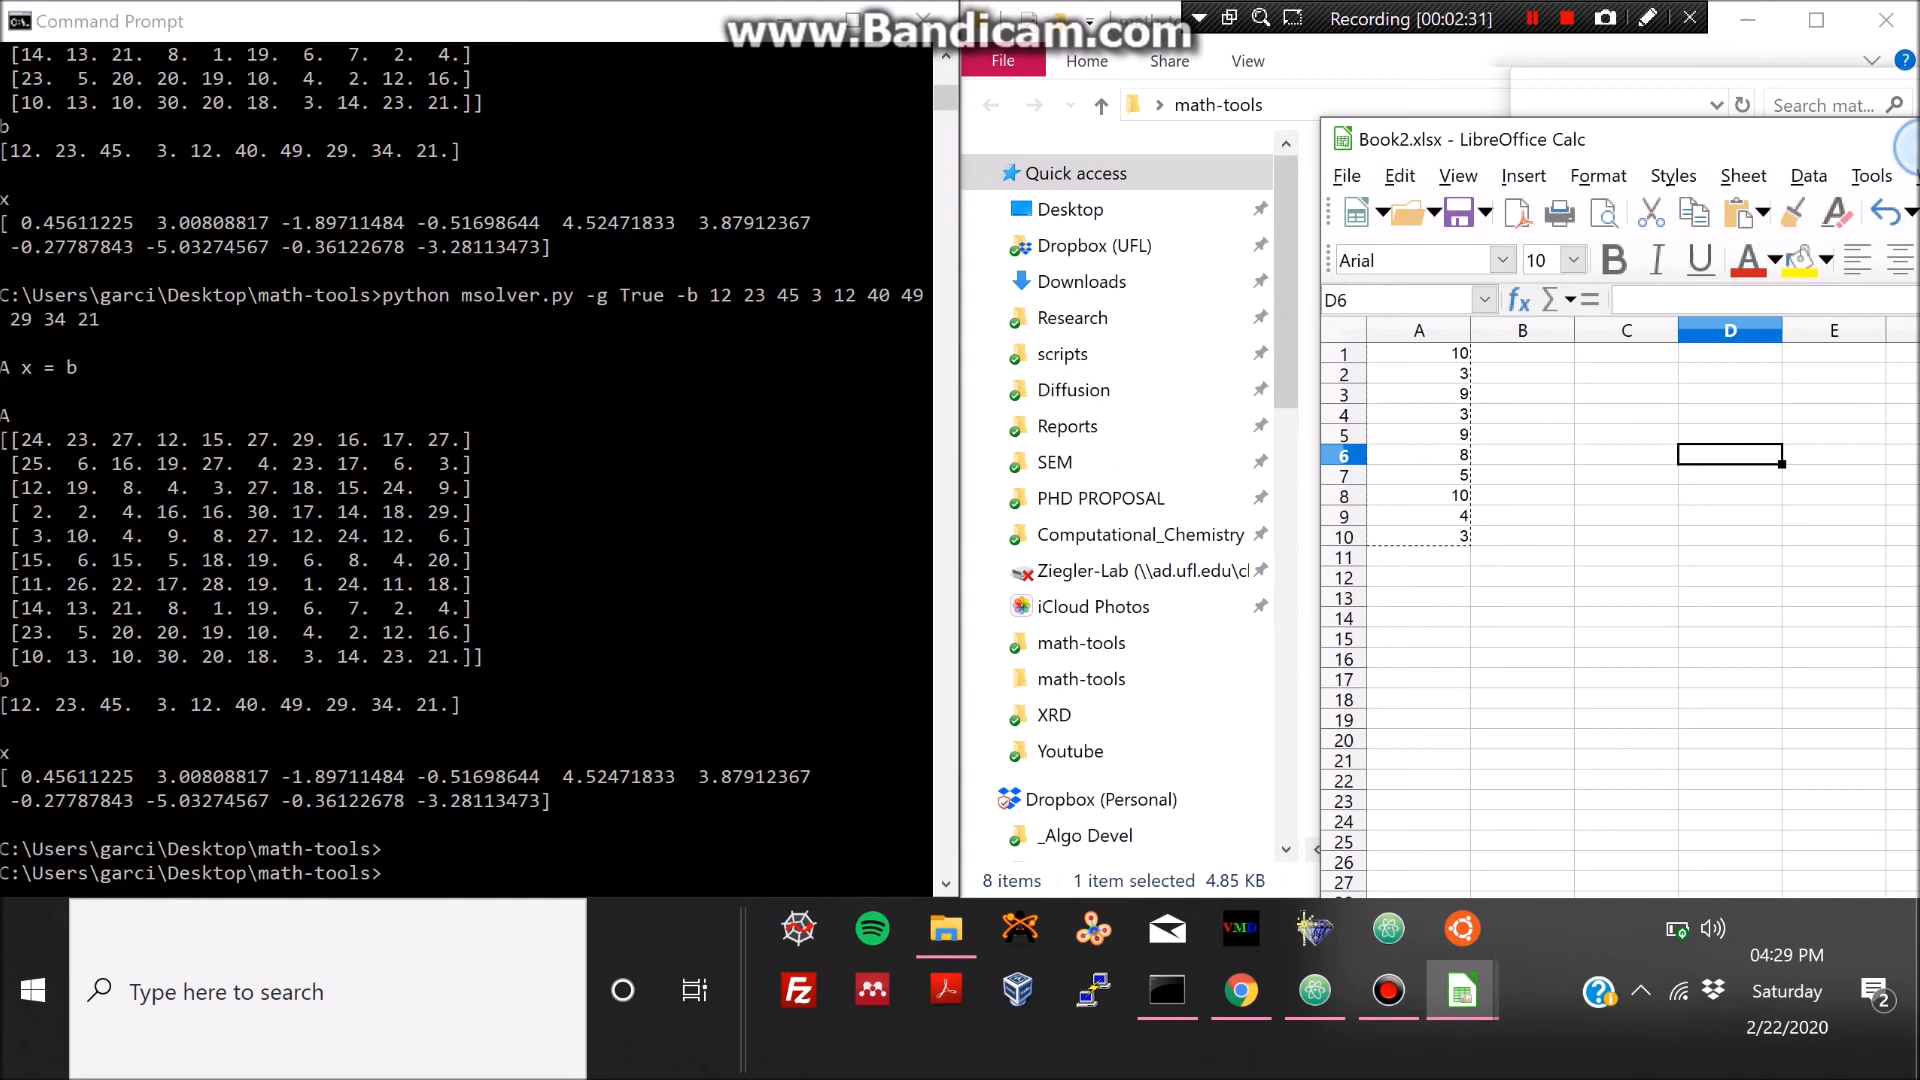 Command Prompt
[14. 13. 21.  8.  1. 19.  6.  7.  2.  4.]
[23.  5. 20. 20. 19. 10.  4.  2. 12. 16.]
[10. 13. 10. 30. 20. 18.  3. 14. 23. 21.]]
b
[12. 23. 45.  3. 12. 40. 49. 29. 34. 21.]
x
[ 0.45611225  3.00808817 -1.89711484 -0.51698644  4.52471833  3.87912367
-0.27787843 -5.03274567 -0.36122678 -3.28113473]
C:\Users\garci\Desktop\math-tools>python msolver.py -g True -b 12 23 45 3 12 40 49
29 34 21
A x = b
A
[[24. 23. 27. 12. 15. 27. 29. 16. 17. 27.]
[25.  6. 16. 19. 27.  4. 23. 17.  6.  3.]
[12. 19.  8.  4.  3. 27. 18. 15. 24.  9.]
[ 2.  2.  4. 16. 16. 30. 17. 14. 18. 29.]
[ 3. 10.  4.  9.  8. 27. 12. 24. 12.  6.]
[15.  6. 15.  5. 18. 19.  6.  8.  4. 20.]
[11. 26. 22. 17. 28. 19.  1. 24. 11. 18.]
[14. 13. 21.  8.  1. 19.  6.  7.  2.  4.]
[23.  5. 20. 20. 19. 10.  4.  2. 12. 16.]
[10. 13. 10. 30. 20. 18.  3. 14. 23. 21.]]
b
[12. 23. 45.  3. 12. 40. 49. 29. 34. 21.]
x
[ 0.45611225  3.00808817 -1.89711484 -0.51698644  4.52471833  3.87912367
-0.27787843 -5.03274567 -0.36122678 -3.28113473]
C:\Users\garci\Desktop\math-tools>
C:\Users\garci\Desktop\math-tools>
www.Bandicam.com
Recording [00:02:31]
File Home Share View
math-tools
Search mat...
Quick access
Desktop
Dropbox (UFL)
Downloads
Research
scripts
Diffusion
Reports
SEM
PHD PROPOSAL
Computational_Chemistry
Ziegler-Lab (\\ad.ufl.edu\cl
iCloud Photos
math-tools
math-tools
XRD
Youtube
Dropbox (Personal)
_Algo Devel
8 items 1 item selected 4.85 KB
Book2.xlsx - LibreOffice Calc
File Edit View Insert Format Styles Sheet Data Tools
Arial 10 B I U A
D6 fx Σ =
A B C D E
1 10
2 3
3 9
4 3
5 9
6 8
7 5
8 10
9 4
10 3
11
12
13
14
15
16
17
18
19
20
21
22
23
24
25
26
27
Type here to search
VMD
Fz
04:29 PM
Saturday
2/22/2020
2